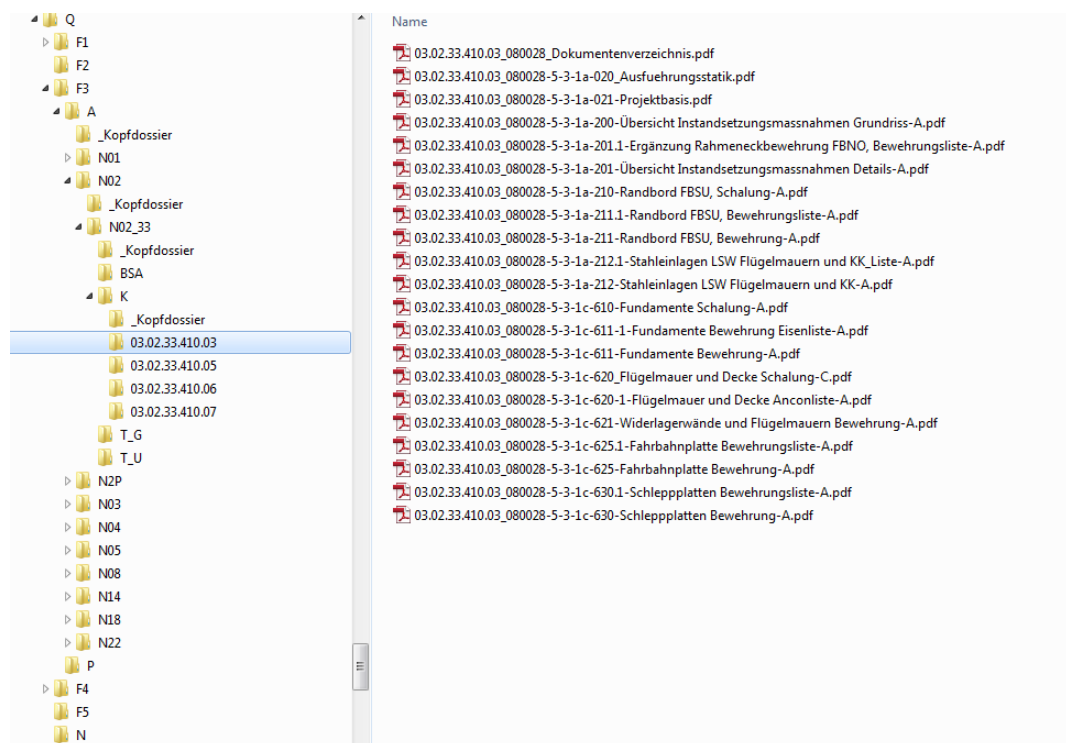 Q
F1
F2
F3
A
_Kopfdossier
N01
N02
_Kopfdossier
N02_33
_Kopfdossier
BSA
K
_Kopfdossier
03.02.33.410.03
03.02.33.410.05
03.02.33.410.06
03.02.33.410.07
T_G
T_U
N2P
N03
N04
N05
N08
N14
N18
N22
P
F4
F5
N
Name
03.02.33.410.03_080028_Dokumentenverzeichnis.pdf
03.02.33.410.03_080028-5-3-1a-020_Ausfuehrungsstatik.pdf
03.02.33.410.03_080028-5-3-1a-021-Projektbasis.pdf
03.02.33.410.03_080028-5-3-1a-200-Übersicht Instandsetzungsmassnahmen Grundriss-A.pdf
03.02.33.410.03_080028-5-3-1a-201.1-Ergänzung Rahmeneckbewehrung FBNO, Bewehrungsliste-A.pdf
03.02.33.410.03_080028-5-3-1a-201-Übersicht Instandsetzungsmassnahmen Details-A.pdf
03.02.33.410.03_080028-5-3-1a-210-Randbord FBSU, Schalung-A.pdf
03.02.33.410.03_080028-5-3-1a-211.1-Randbord FBSU, Bewehrungsliste-A.pdf
03.02.33.410.03_080028-5-3-1a-211-Randbord FBSU, Bewehrung-A.pdf
03.02.33.410.03_080028-5-3-1a-212.1-Stahleinlagen LSW Flügelmauern und KK_Liste-A.pdf
03.02.33.410.03_080028-5-3-1a-212-Stahleinlagen LSW Flügelmauern und KK-A.pdf
03.02.33.410.03_080028-5-3-1c-610-Fundamente Schalung-A.pdf
03.02.33.410.03_080028-5-3-1c-611-1-Fundamente Bewehrung Eisenliste-A.pdf
03.02.33.410.03_080028-5-3-1c-611-Fundamente Bewehrung-A.pdf
03.02.33.410.03_080028-5-3-1c-620_Flügelmauer und Decke Schalung-C.pdf
03.02.33.410.03_080028-5-3-1c-620-1-Flügelmauer und Decke Anconliste-A.pdf
03.02.33.410.03_080028-5-3-1c-621-Widerlagerwände und Flügelmauern Bewehrung-A.pdf
03.02.33.410.03_080028-5-3-1c-625.1-Fahrbahnplatte Bewehrungsliste-A.pdf
03.02.33.410.03_080028-5-3-1c-625-Fahrbahnplatte Bewehrung-A.pdf
03.02.33.410.03_080028-5-3-1c-630.1-Schleppplatten Bewehrungsliste-A.pdf
03.02.33.410.03_080028-5-3-1c-630-Schleppplatten Bewehrung-A.pdf